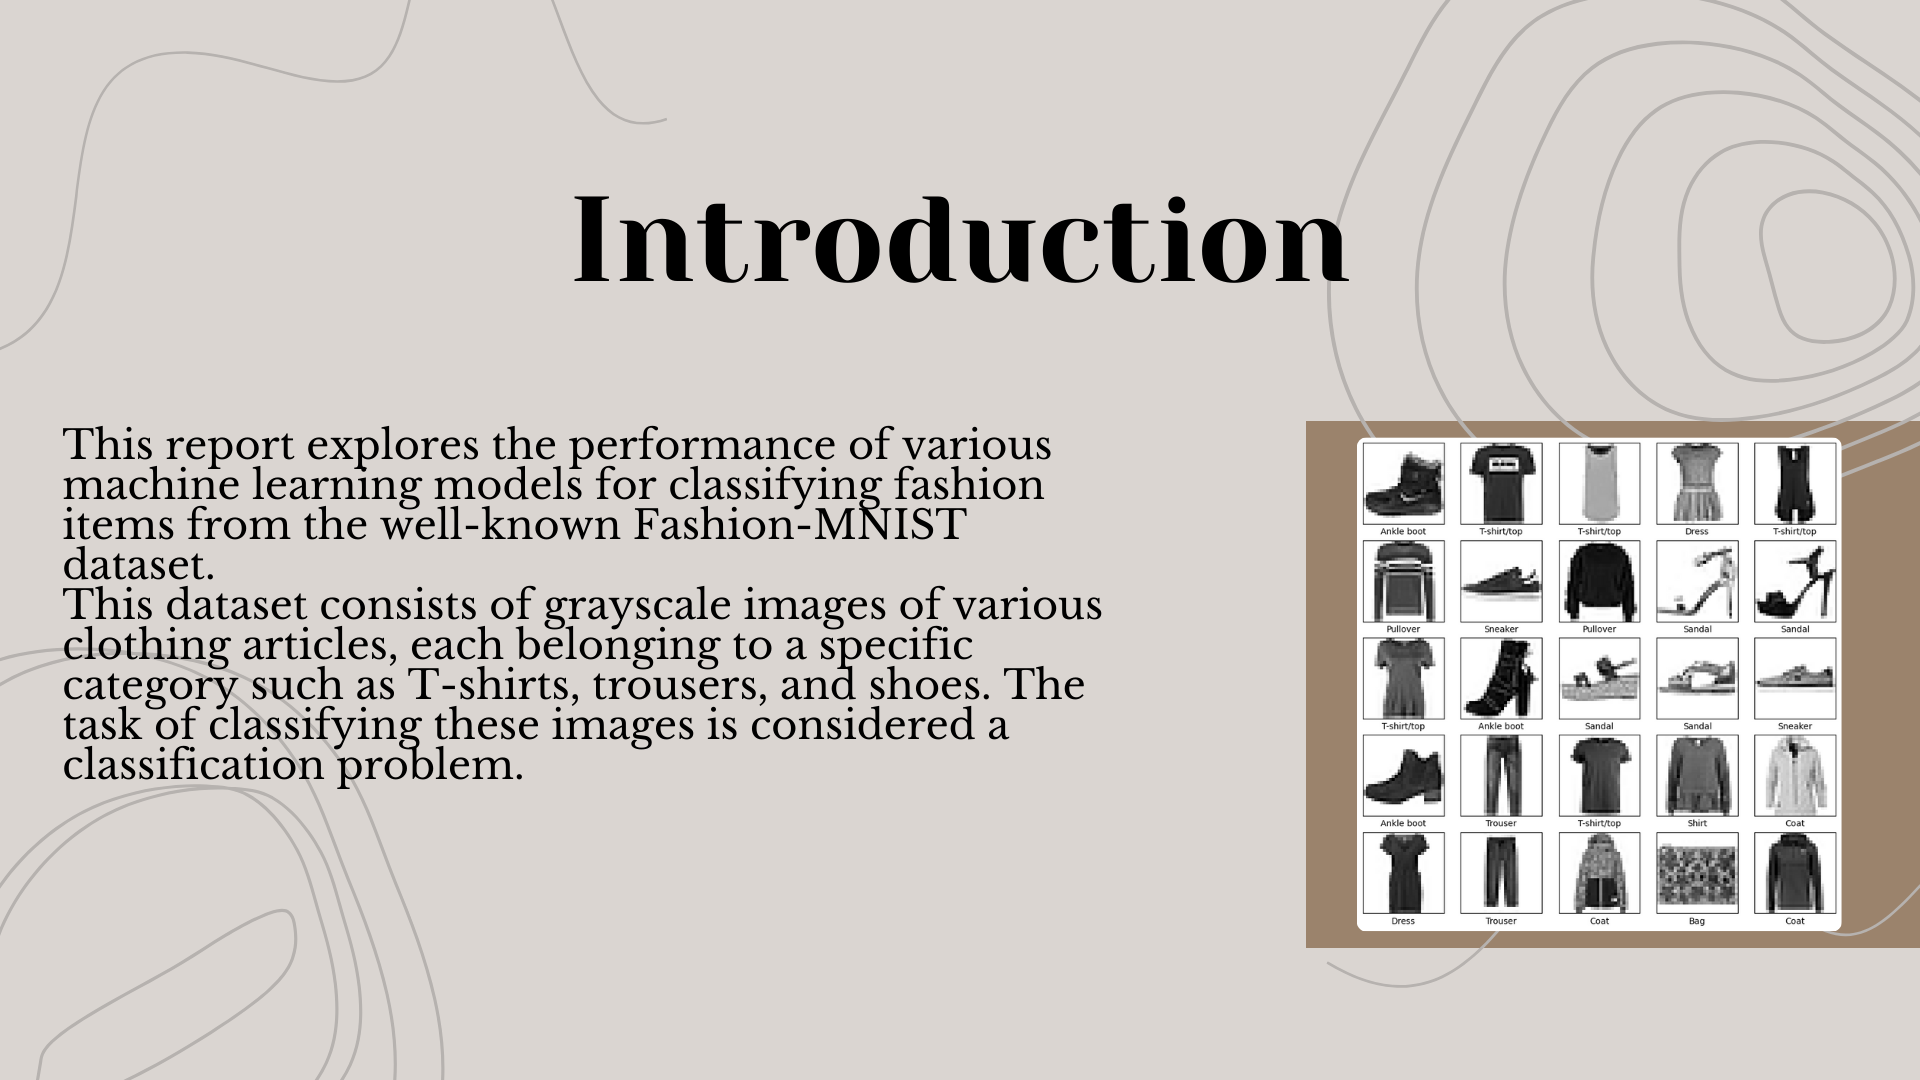 Introduction
This report explores the performance of various
machine learning models for classifying fashion
items from the well-known Fashion-MNIST
dataset.
This dataset consists of grayscale images of various
clothing articles, each belonging to a specific
category such as T-shirts, trousers, and shoes. The
task of classifying these images is considered a
classification problem.
Ankle boot T-shirt/top T-shirt/top Dress T-shirt/top
Pullover Sneaker Pullover Sandal Sandal
T-shirt/top Ankle boot Sandal Sandal Sneaker
Ankle boot Trouser T-shirt/top Shirt Coat
Dress Trouser Coat Bag Coat